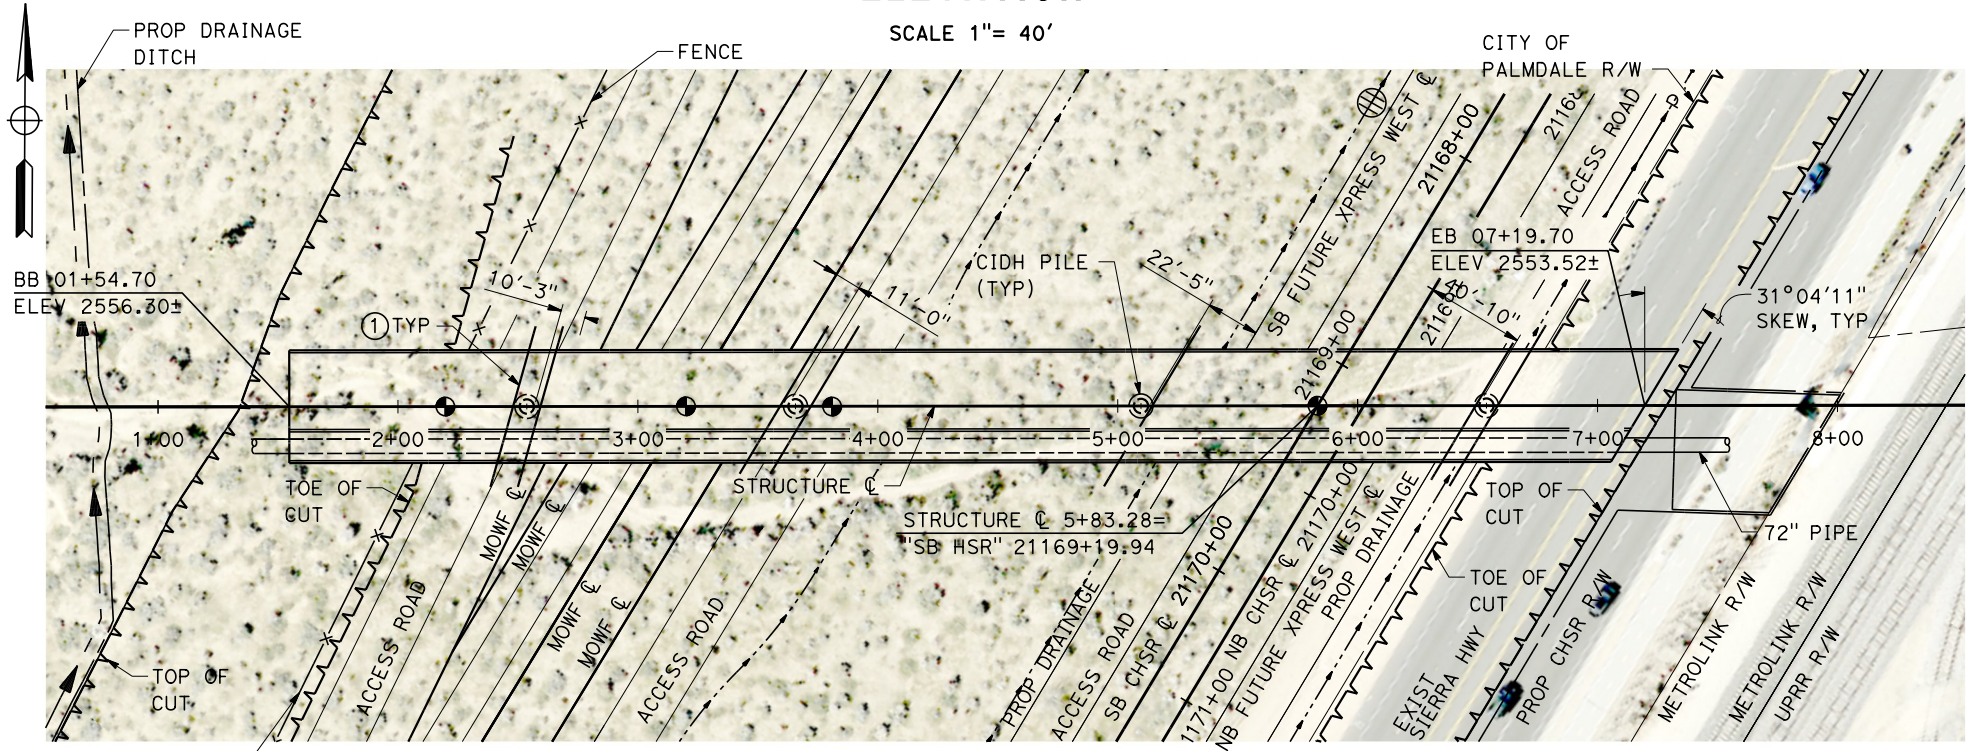 SCALE 1"= 40'
PROP DRAINAGE
DITCH
FENCE
CITY OF
PALMDALE R/W
BB 01+54.70
ELEV 2556.30±
1 TYP
10'-3"
11'-0"
CIDH PILE
(TYP)
22'-5"
SB FUTURE XPRESS WEST ℄
21168+00
ACCESS ROAD
EB 07+19.70
ELEV 2553.52±
31°04'11"
SKEW, TYP
21169+00
1+00
2+00
3+00
4+00
5+00
6+00
7+00
8+00
TOE OF
CUT
STRUCTURE ℄
STRUCTURE ℄ 5+83.28=
"SB HSR" 21169+19.94
TOP OF
CUT
72" PIPE
TOE OF
CUT
TOP OF
CUT
ACCESS ROAD
MOWF ℄
MOWF ℄
MOWF ℄
MOWF ℄
ACCESS ROAD
PROP DRAINAGE
ACCESS ROAD
SB CHSR ℄ 21170+00
1171+00 NB CHSR ℄ 21170+00
NB FUTURE XPRESS WEST ℄
PROP DRAINAGE
EXIST
SIERRA HWY
PROP CHSR R/W
METROLINK R/W
METROLINK R/W
UPRR R/W